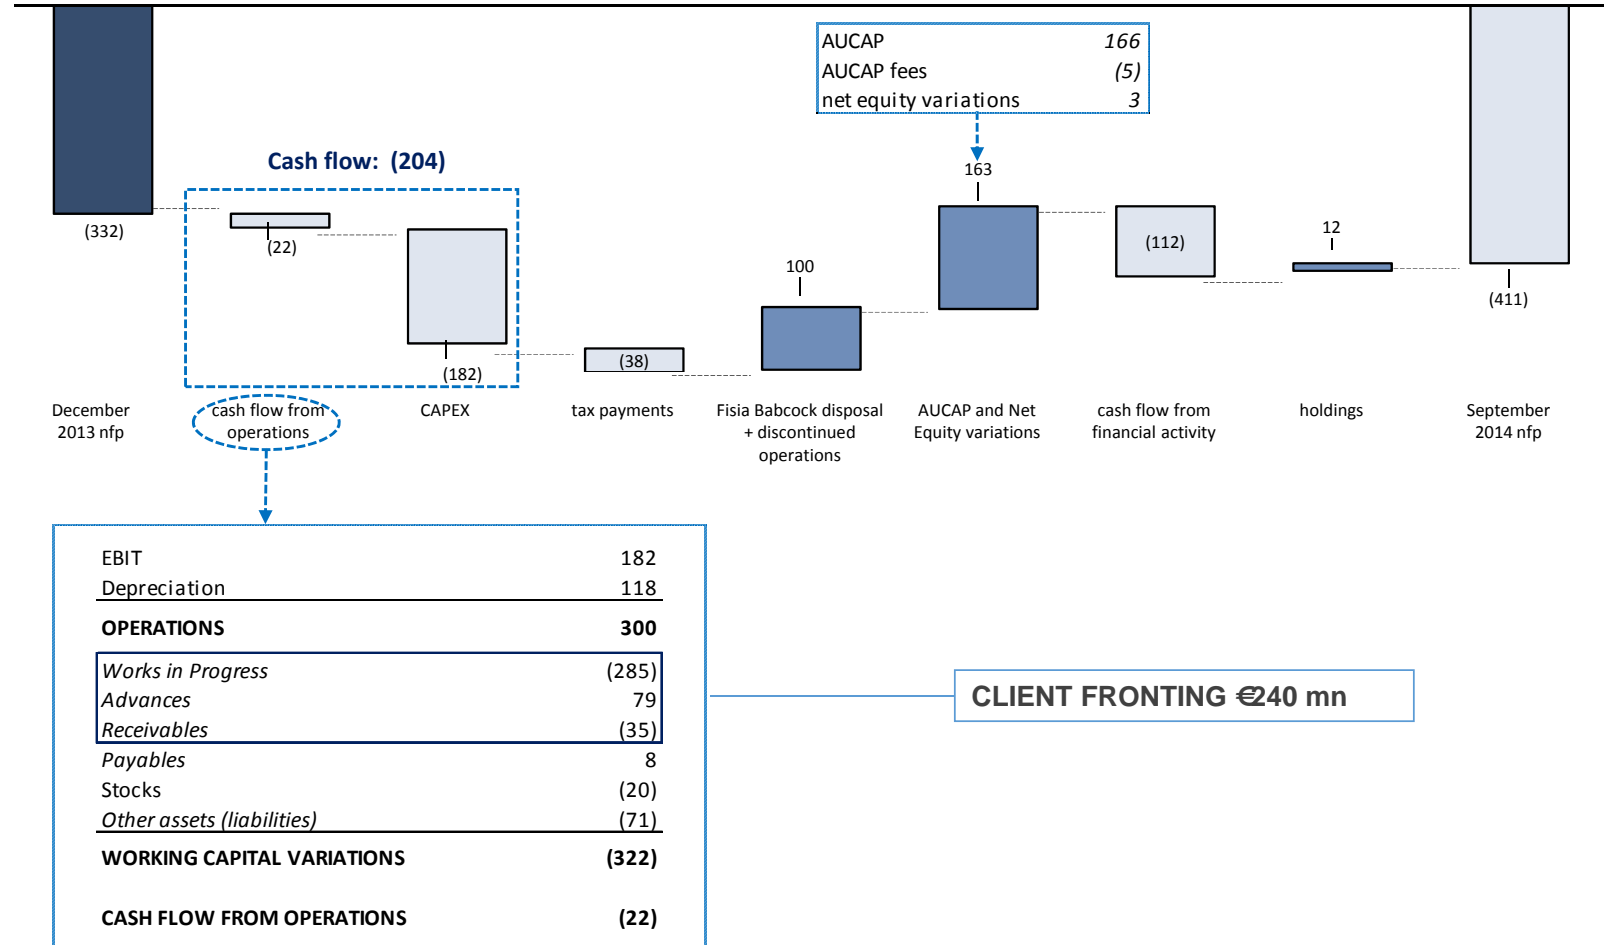 AUCAP 166
AUCAP fees (5)
net equity variations 3
Cash flow: (204)
163
(332)
(22)
(182)
(38)
100
(112)
12
(411)
December
2013 nfp
cash flow from
operations
CAPEX
tax payments
Fisia Babcock disposal
+ discontinued
operations
AUCAP and Net
Equity variations
cash flow from
financial activity
holdings
September
2014 nfp
EBIT 182
Depreciation 118
OPERATIONS 300
Works in Progress (285)
Advances 79
Receivables (35)
Payables 8
Stocks (20)
Other assets (liabilities) (71)
WORKING CAPITAL VARIATIONS (322)
CASH FLOW FROM OPERATIONS (22)
CLIENT FRONTING €240 mn